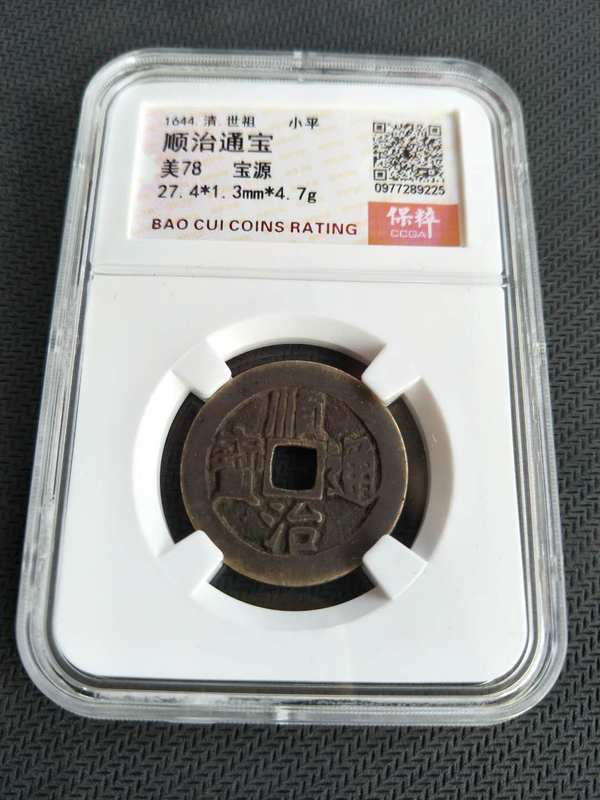 1644.清.世祖 小平
顺治通宝
美78 宝源
27.4*1.3mm*4.7g
0977289225
BAO CUI COINS RATING
保粹
CCGA
順治通寶